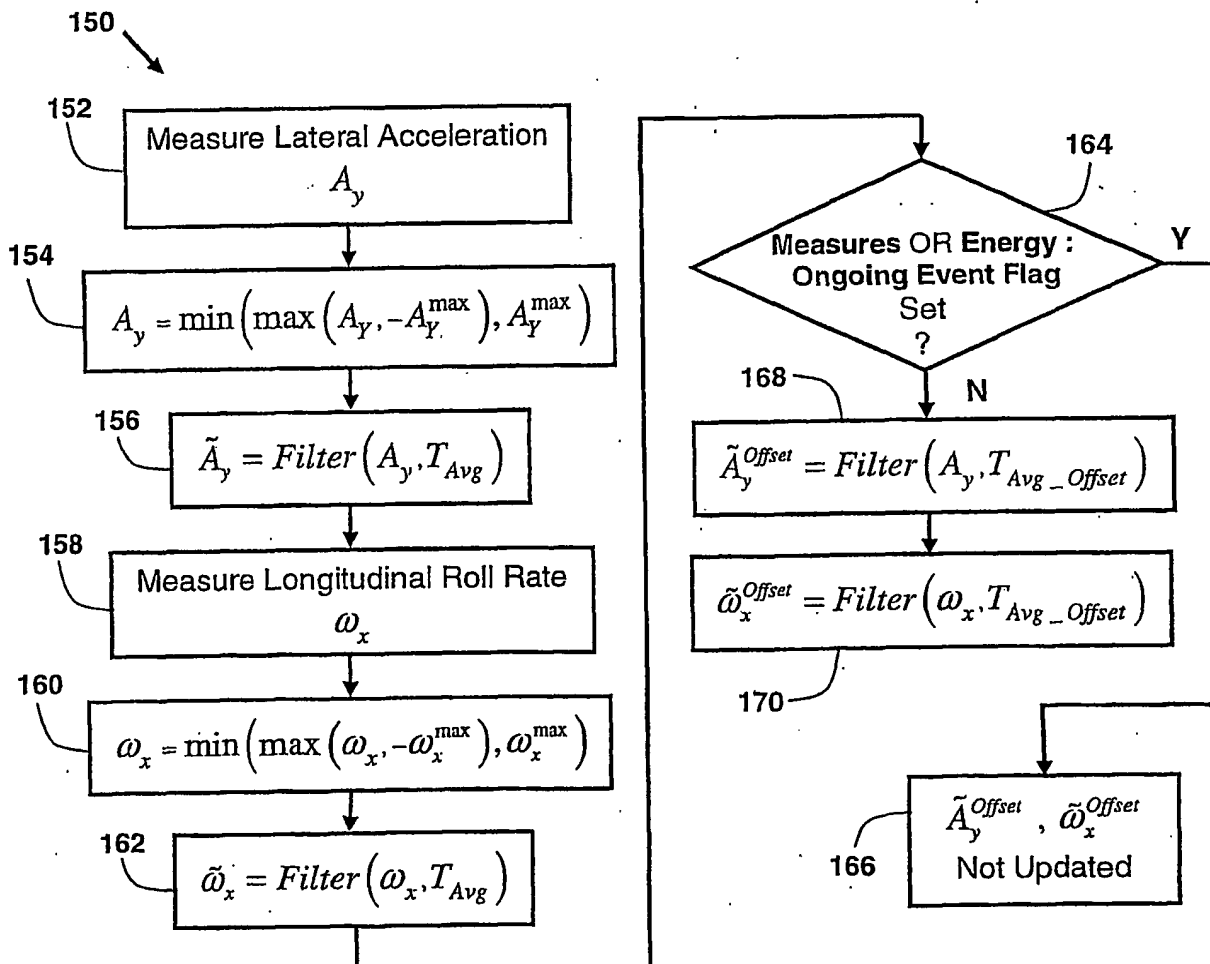 150
152
Measure Lateral Acceleration
A_y
154
A_y = min(max(A_Y, -A_Y^max), A_Y^max)
156
Ã_y = Filter(A_y, T_Avg)
158
Measure Longitudinal Roll Rate
ω_x
160
ω_x = min(max(ω_x, -ω_x^max), ω_x^max)
162
ω̃_x = Filter(ω_x, T_Avg)
164
Measures OR Energy :
Ongoing Event Flag
Set
?
Y
N
168
Ã_y^Offset = Filter(A_y, T_Avg_Offset)
ω̃_x^Offset = Filter(ω_x, T_Avg_Offset)
170
Ã_y^Offset , ω̃_x^Offset
Not Updated
166